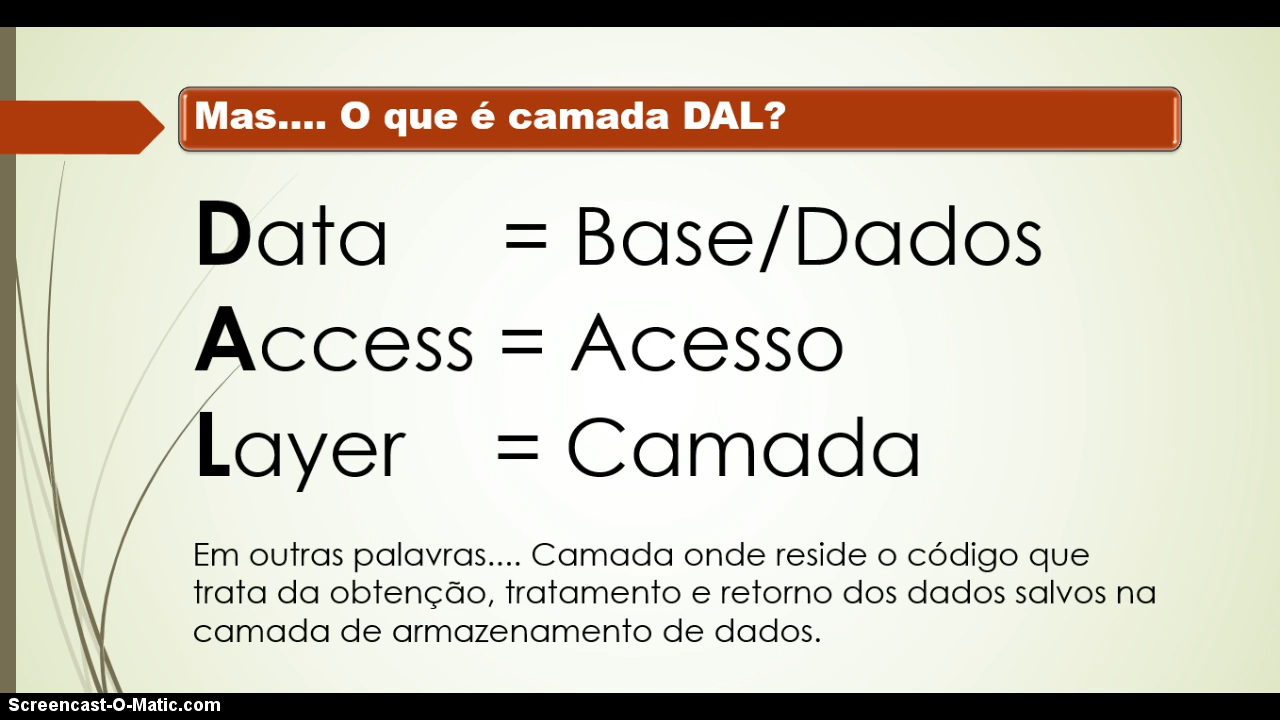 Mas.... O que é camada DAL?
Data = Base/Dados
Access = Acesso
Layer = Camada
Em outras palavras.... Camada onde reside o código que
trata da obtenção, tratamento e retorno dos dados salvos na
camada de armazenamento de dados.
Screencast-O-Matic.com